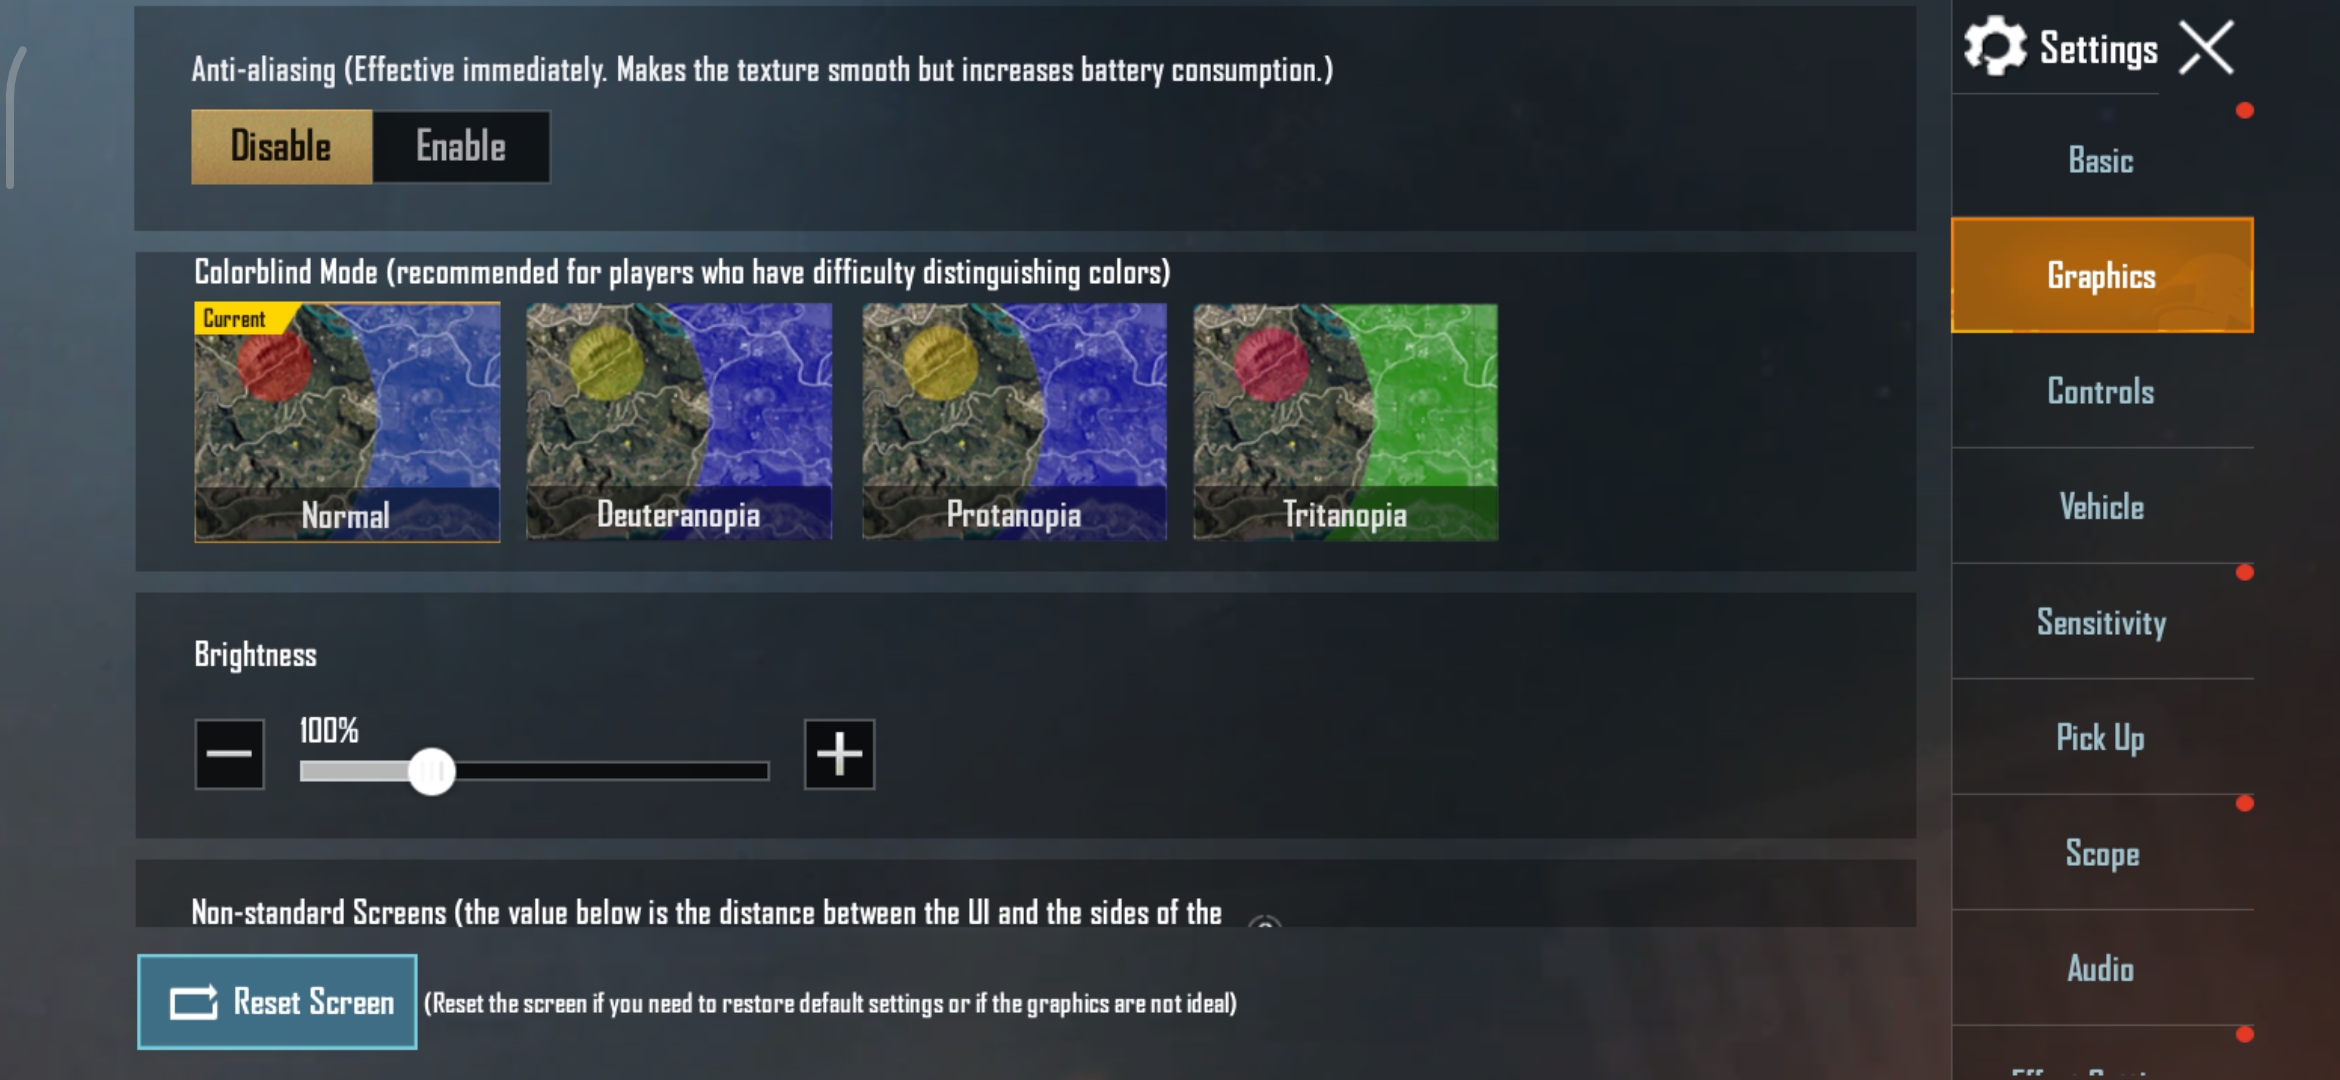 Anti-aliasing (Effective immediately. Makes the texture smooth but increases battery consumption.)
Disable
Enable
Colorblind Mode (recommended for players who have difficulty distinguishing colors)
Current
Normal
Deuteranopia
Protanopia
Tritanopia
Brightness
100%
Non-standard Screens (the value below is the distance between the UI and the sides of the
Reset Screen
(Reset the screen if you need to restore default settings or if the graphics are not ideal)
Settings
Basic
Graphics
Controls
Vehicle
Sensitivity
Pick Up
Scope
Audio